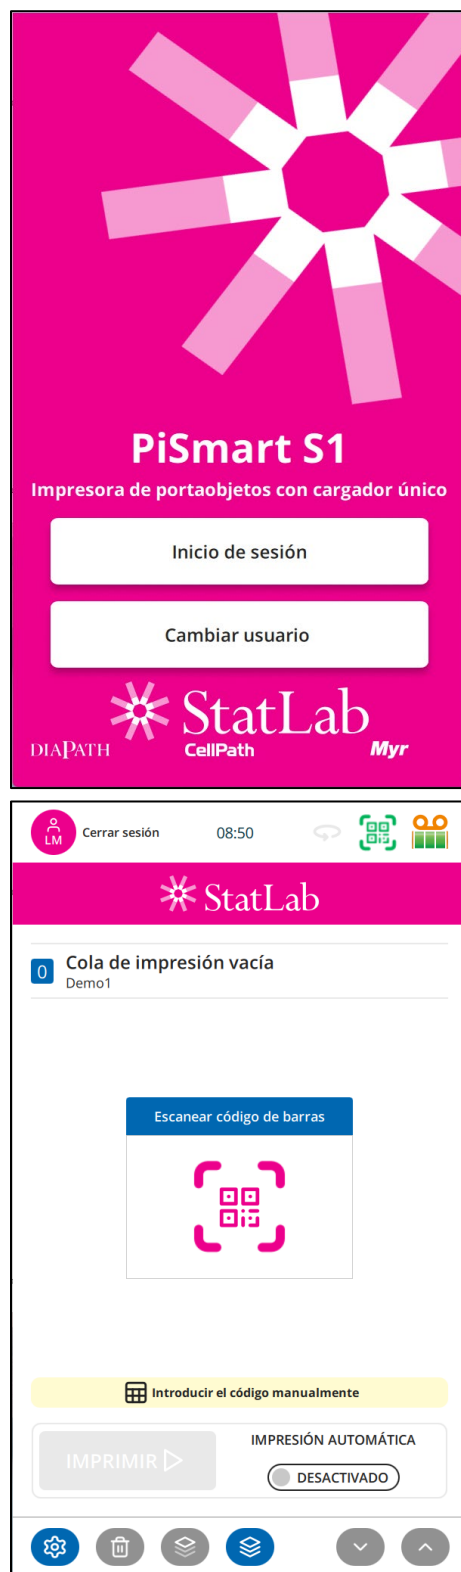 PiSmart S1
Impresora de portaobjetos con cargador único
Inicio de sesión
Cambiar usuario
StatLab
DIAPATH CellPath Myr
LM Cerrar sesión 08:50
StatLab
0 Cola de impresión vacía
Demo1
Escanear código de barras
Introducir el código manualmente
IMPRESIÓN AUTOMÁTICA
IMPRIMIR
DESACTIVADO